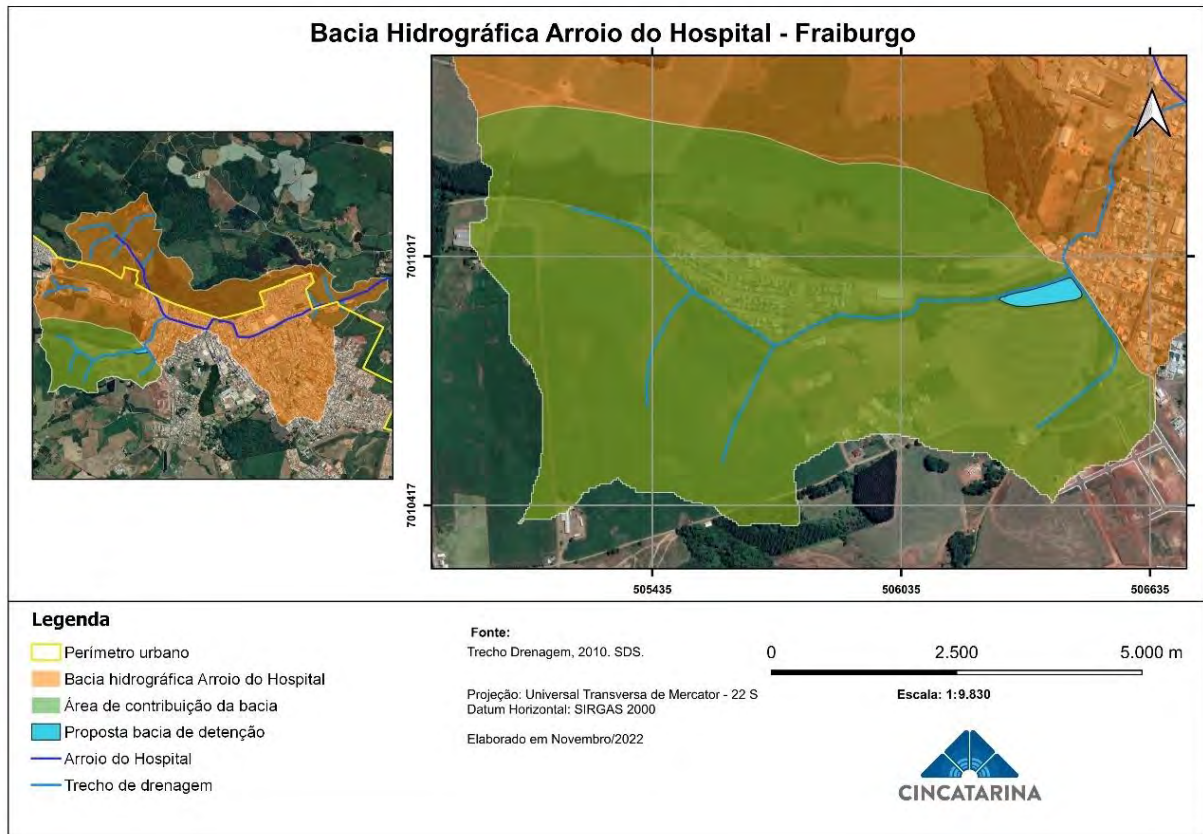 Bacia Hidrográfica Arroio do Hospital - Fraiburgo
7011017
7010417
505435
506035
506635
Legenda
Perímetro urbano
Bacia hidrográfica Arroio do Hospital
Área de contribuição da bacia
Proposta bacia de detenção
Arroio do Hospital
Trecho de drenagem
Fonte:
Trecho Drenagem, 2010. SDS.
Projeção: Universal Transversa de Mercator - 22 S
Datum Horizontal: SIRGAS 2000
Elaborado em Novembro/2022
0 2.500 5.000 m
Escala: 1:9.830
CINCATARINA